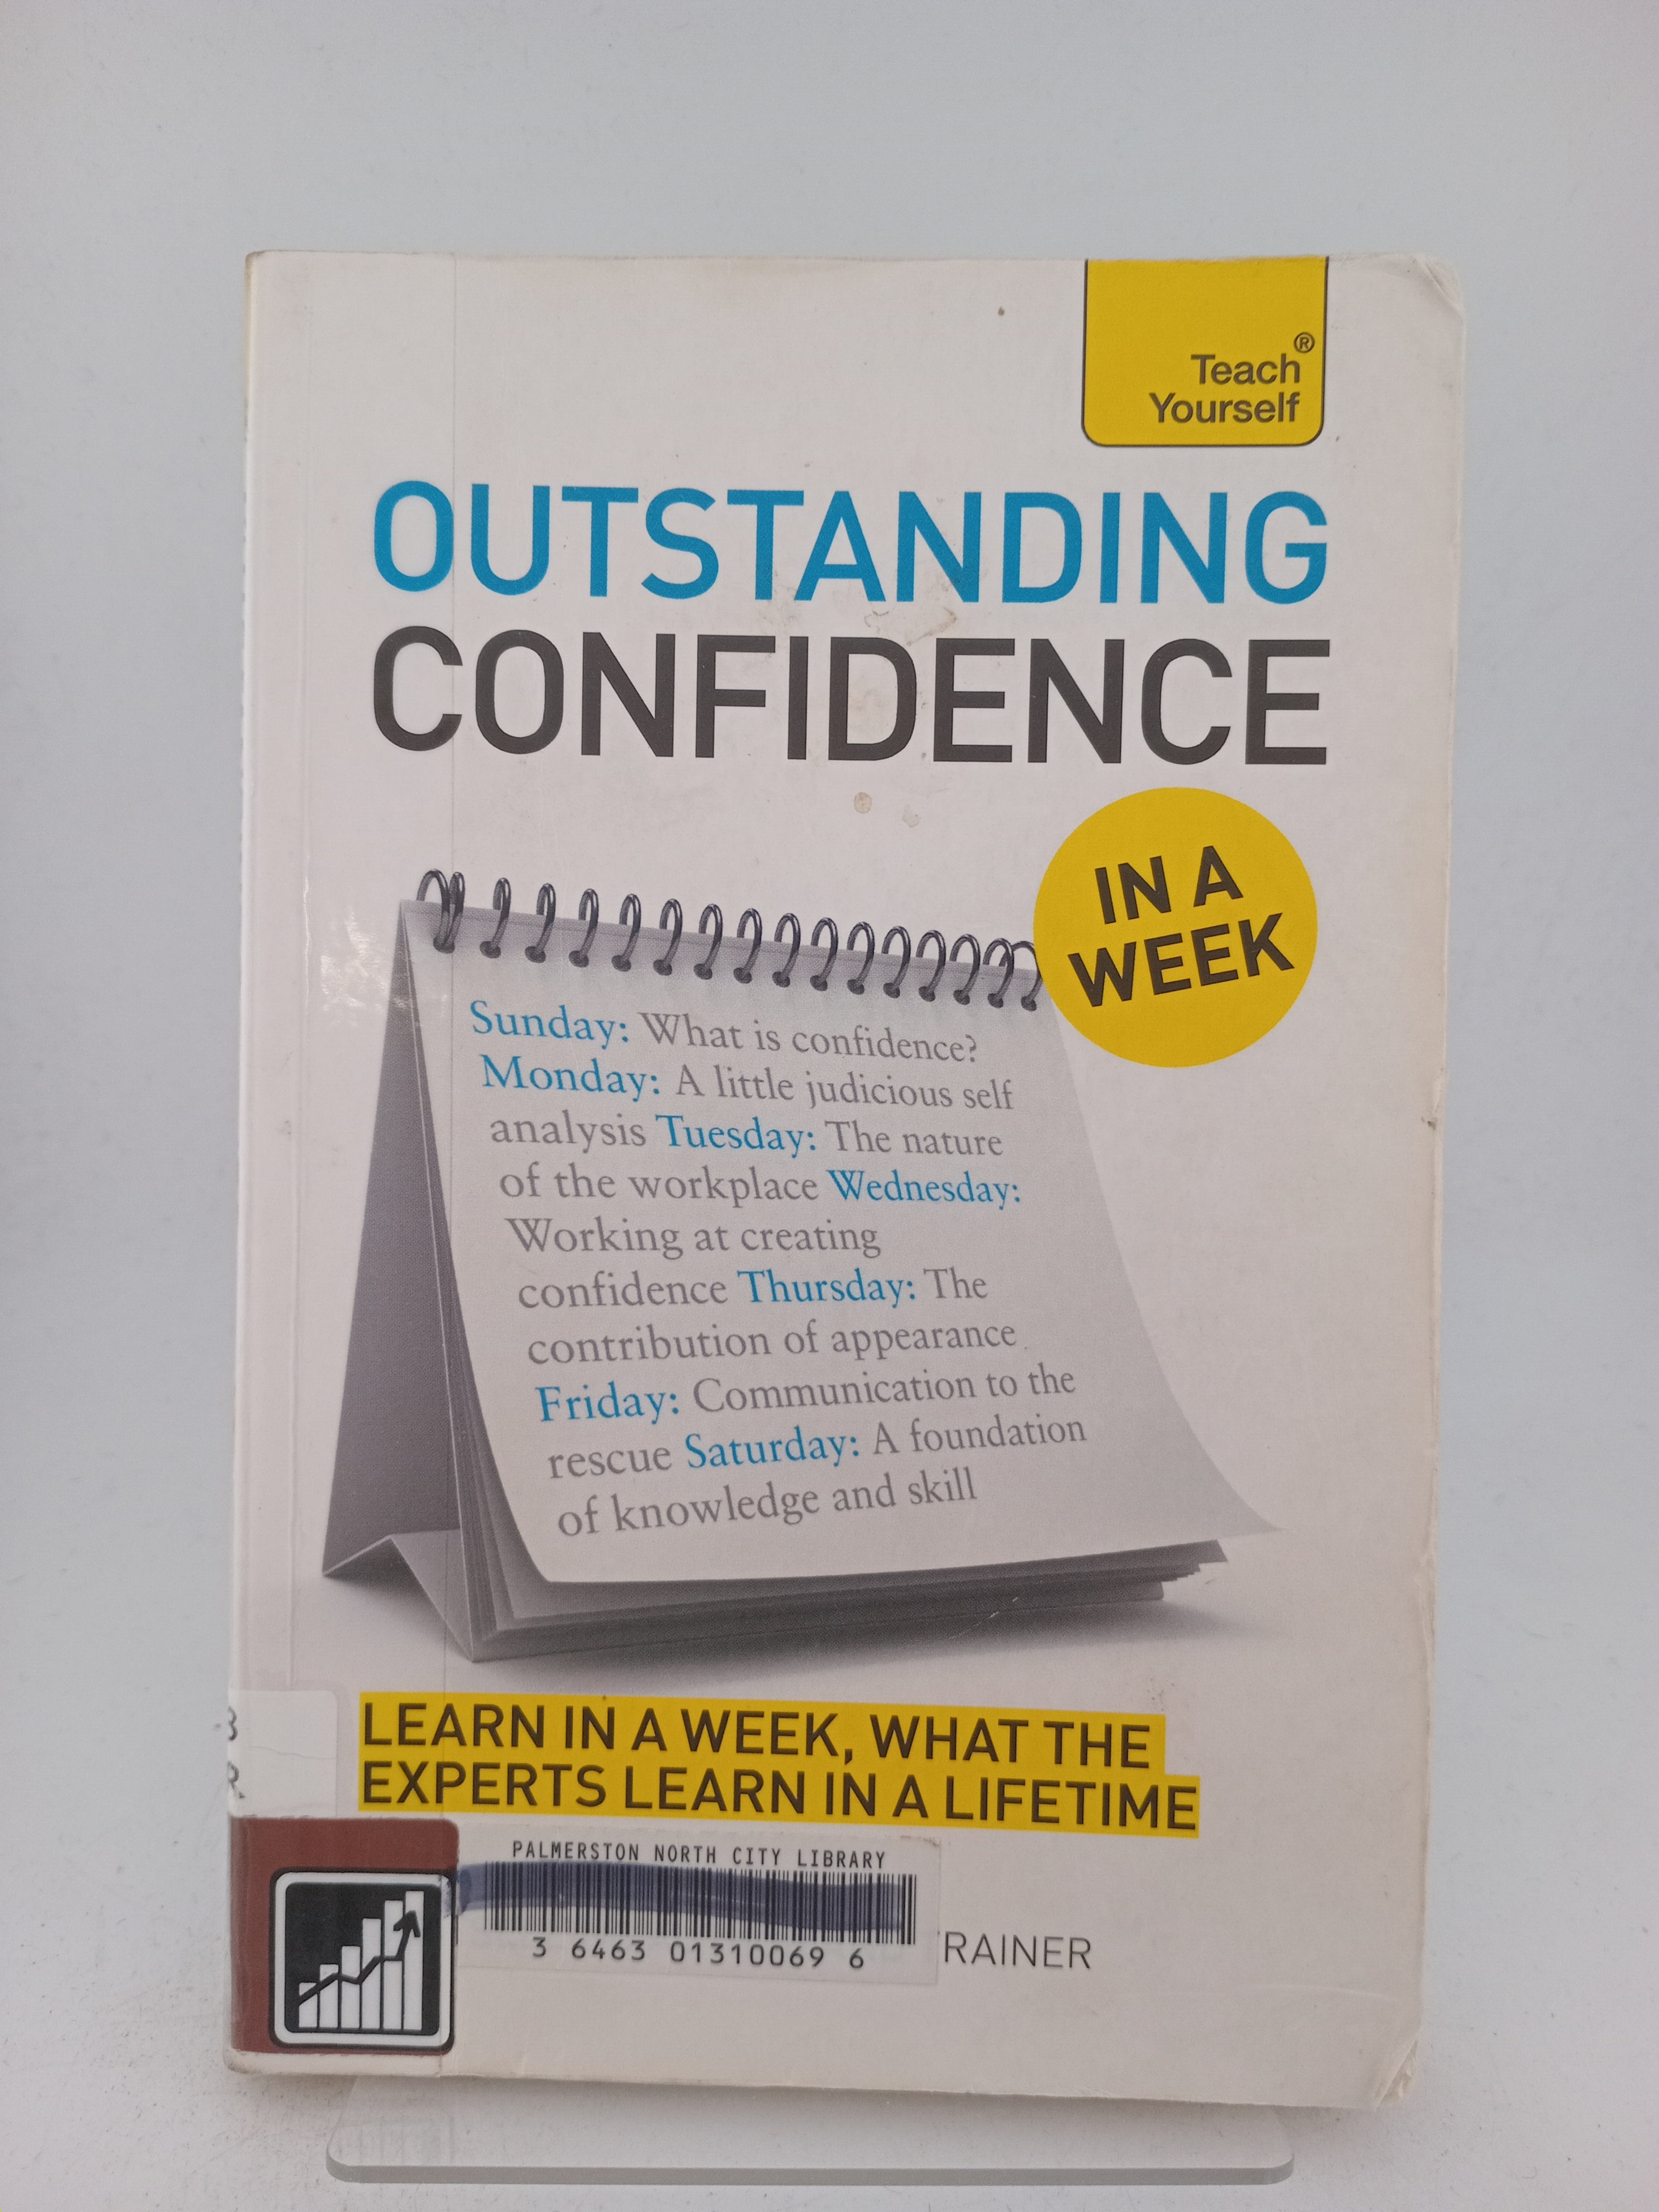 Teach®
Yourself
OUTSTANDING
CONFIDENCE
IN A
WEEK
Sunday: What is confidence?
Monday: A little judicious self
analysis Tuesday: The nature
of the workplace Wednesday:
Working at creating
confidence Thursday: The
contribution of appearance
Friday: Communication to the
rescue Saturday: A foundation
of knowledge and skill
LEARN IN A WEEK, WHAT THE
EXPERTS LEARN IN A LIFETIME
PALMERSTON NORTH CITY LIBRARY
3 6463 01310069 6
RAINER